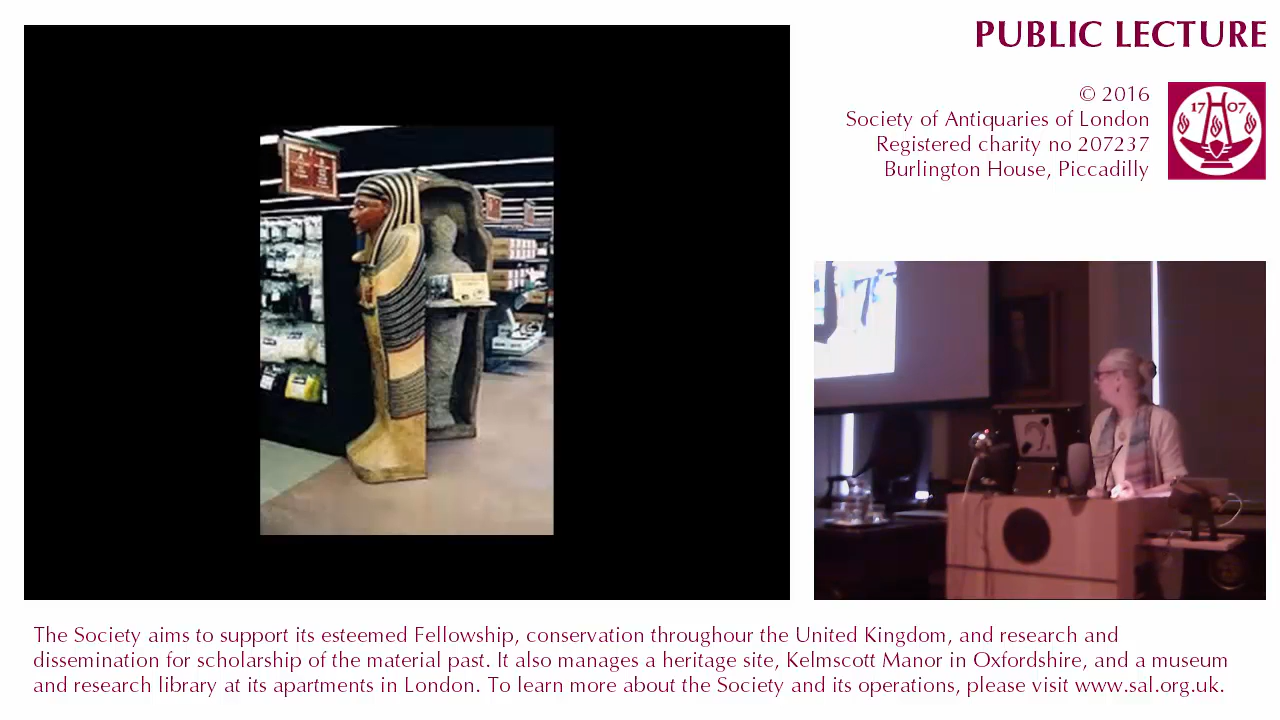 PUBLIC LECTURE
© 2016
Society of Antiquaries of London
Registered charity no 207237
Burlington House, Piccadilly
17 07
The Society aims to support its esteemed Fellowship, conservation throughour the United Kingdom, and research and
dissemination for scholarship of the material past. It also manages a heritage site, Kelmscott Manor in Oxfordshire, and a museum
and research library at its apartments in London. To learn more about the Society and its operations, please visit www.sal.org.uk.